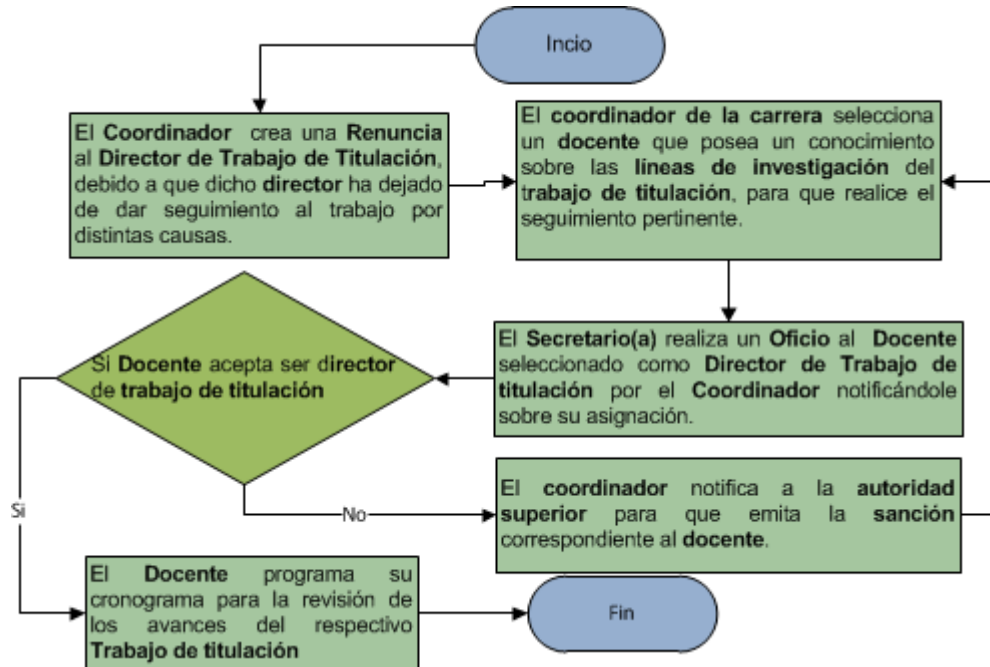 Incio
El Coordinador crea una Renuncia
al Director de Trabajo de Titulación,
debido a que dicho director ha dejado
de dar seguimiento al trabajo por
distintas causas.
El coordinador de la carrera selecciona
un docente que posea un conocimiento
sobre las líneas de investigación del
trabajo de titulación, para que realice el
seguimiento pertinente.
El Secretario(a) realiza un Oficio al Docente
seleccionado como Director de Trabajo de
titulación por el Coordinador notificándole
sobre su asignación.
Si Docente acepta ser director
de trabajo de titulación
Si
No
El coordinador notifica a la autoridad
superior para que emita la sanción
correspondiente al docente.
El Docente programa su
cronograma para la revisión de
los avances del respectivo
Trabajo de titulación
Fin